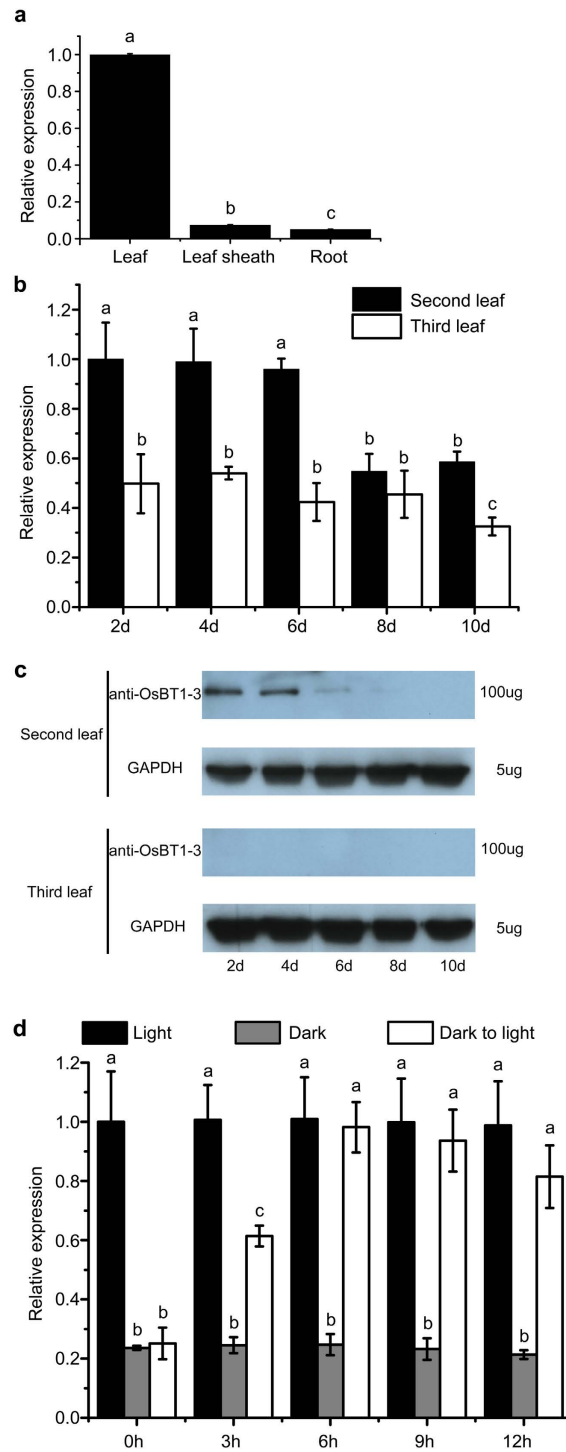 a
Relative expression
1.0
0.8
0.6
0.4
0.2
0.0
a
b
c
Leaf
Leaf sheath
Root
b
Second leaf
Third leaf
Relative expression
1.2
1.0
0.8
0.6
0.4
0.2
0.0
a
b
a
b
a
b
b
b
b
c
2d
4d
6d
8d
10d
c
Second leaf
anti-OsBT1-3
100ug
GAPDH
5ug
Third leaf
anti-OsBT1-3
100ug
GAPDH
5ug
2d
4d
6d
8d
10d
d
Light
Dark
Dark to light
Relative expression
1.2
1.0
0.8
0.6
0.4
0.2
0.0
a
b
b
a
b
c
a
b
a
a
b
a
a
b
a
0h
3h
6h
9h
12h